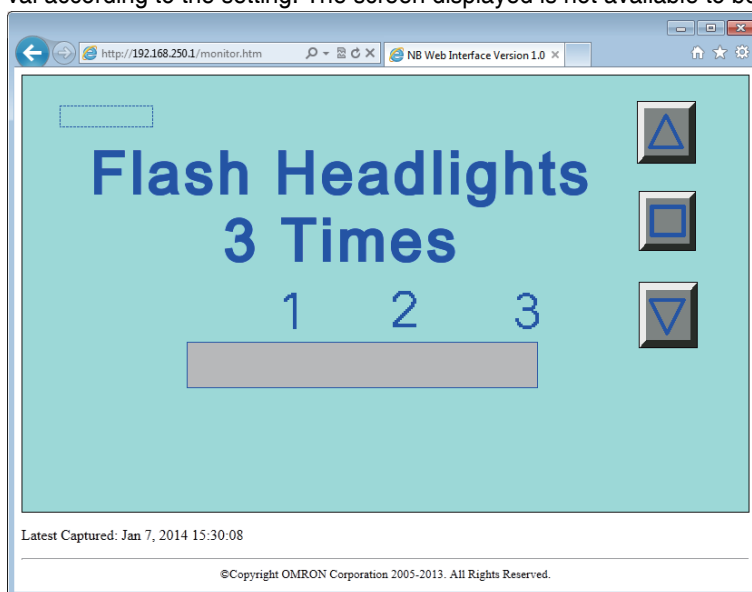 val according to the setting. The screen displayed is not available to be
http://192.168.250.1/monitor.htm
NB Web Interface Version 1.0
Flash Headlights
3 Times
1 2 3
Latest Captured: Jan 7, 2014 15:30:08
©Copyright OMRON Corporation 2005-2013. All Rights Reserved.